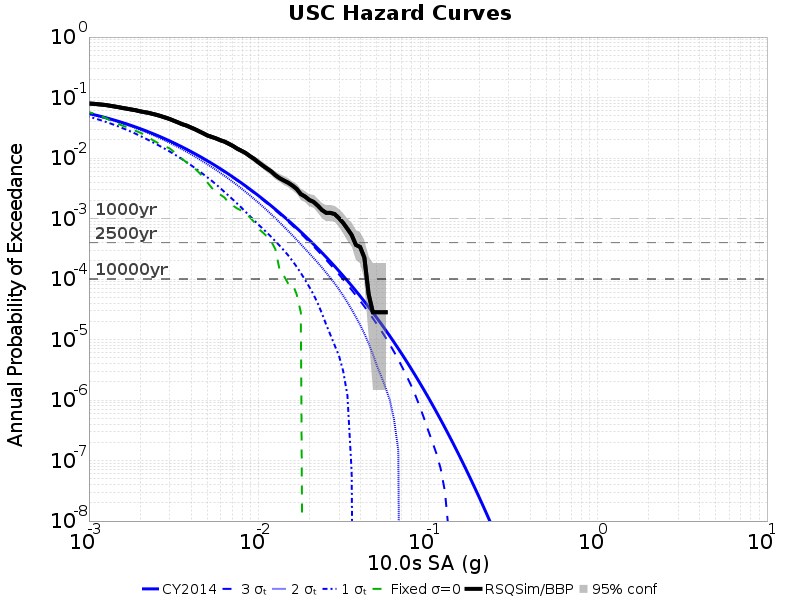 USC Hazard Curves
Annual Probability of Exceedance
10^0
10^-1
10^-2
10^-3
10^-4
10^-5
10^-6
10^-7
10^-8
1000yr
2500yr
10000yr
10^-3 10^-2 10^-1 10^0 10^1
10.0s SA (g)
CY2014 3 σₜ 2 σₜ 1 σₜ Fixed σ=0 RSQSim/BBP 95% conf